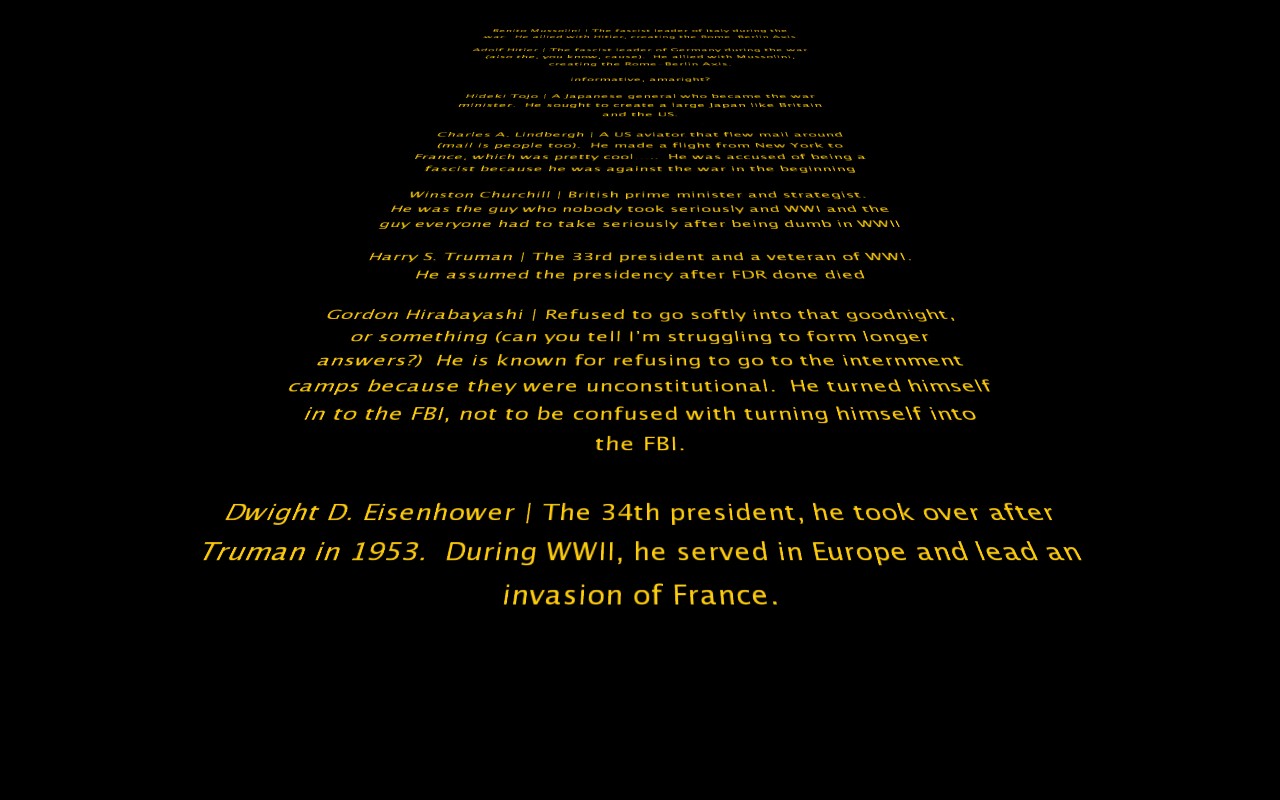 Benito Mussolini | The fascist leader of Italy during the
war.  He allied with Hitler, creating the Rome  Berlin Axis
Adolf Hitler | The fascist leader of Germany during the war
(also the, you know, cause)  He allied with Mussolini,
creating the Rome  Berlin Axis.
informative, amaright?
Hideki Tojo | A Japanese general who became the war
minister.  He sought to create a large Japan like Britain
and the US.
Charles A. Lindbergh | A US aviator that flew mail around
(mail is people too).  He made a flight from New York to
France, which was pretty cool  ...  He was accused of being a
fascist because he was against the war in the beginning
Winston Churchill | British prime minister and strategist.
He was the guy who nobody took seriously and WWI and the
guy everyone had to take seriously after being dumb in WWII
Harry S. Truman | The 33rd president and a veteran of WWI.
He assumed the presidency after FDR done died
Gordon Hirabayashi | Refused to go softly into that goodnight,
or something (can you tell I'm struggling to form longer
answers?)  He is known for refusing to go to the internment
camps because they were unconstitutional.  He turned himself
in to the FBI, not to be confused with turning himself into
the FBI.
Dwight D. Eisenhower | The 34th president, he took over after
Truman in 1953.  During WWII, he served in Europe and lead an
invasion of France.